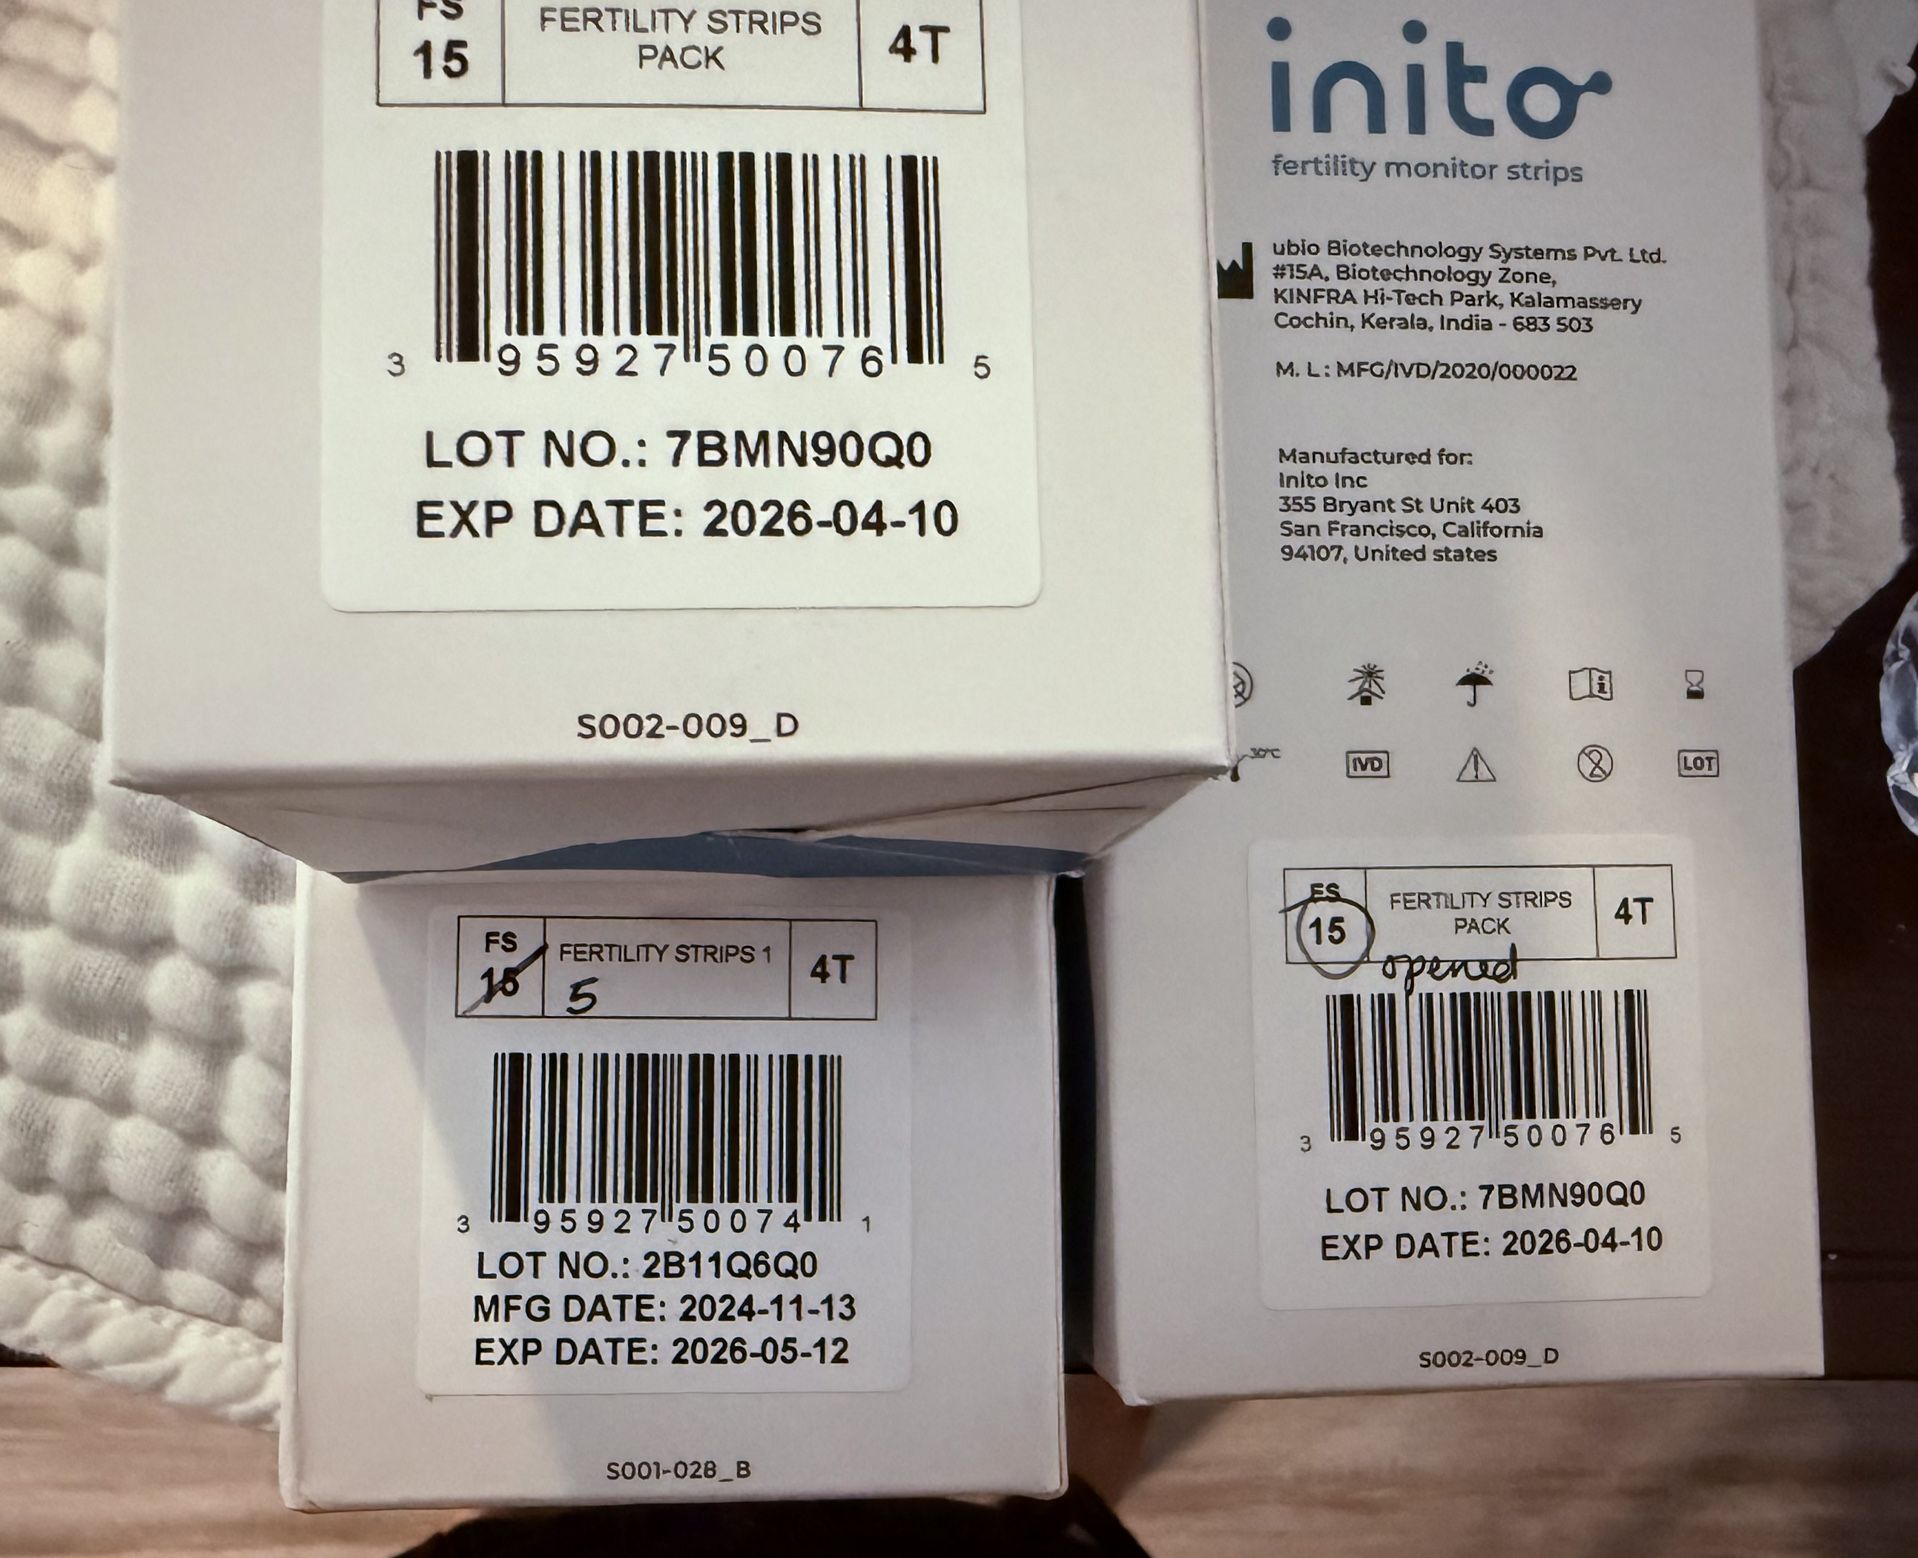 FS
15
FERTILITY STRIPS
PACK
4T
3 95927 50076 5
LOT NO.: 7BMN90Q0
EXP DATE: 2026-04-10
S002-009_D
inito
fertility monitor strips
ubio Biotechnology Systems Pvt. Ltd.
#15A, Biotechnology Zone,
KINFRA Hi-Tech Park, Kalamassery
Cochin, Kerala, India - 683 503
M. L : MFG/IVD/2020/000022
Manufactured for:
Inito Inc
355 Bryant St Unit 403
San Francisco, California
94107, United states
30°C
IVD
2
LOT
FS
15
FERTILITY STRIPS
PACK
4T
opened
3 95927 50076 5
LOT NO.: 7BMN90Q0
EXP DATE: 2026-04-10
S002-009_D
FS
15
FERTILITY STRIPS 1
5
4T
3 95927 50074 1
LOT NO.: 2B11Q6Q0
MFG DATE: 2024-11-13
EXP DATE: 2026-05-12
S001-028_B